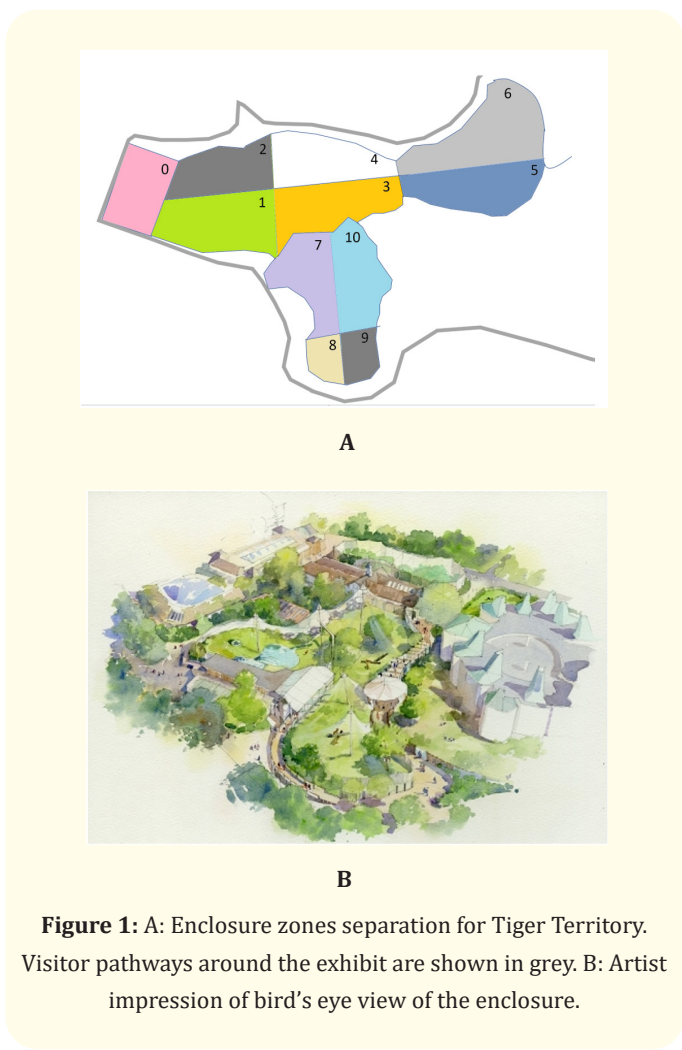 6
2
4
0
5
3
1
10
7
9
8
A
B
Figure 1: A: Enclosure zones separation for Tiger Territory.
Visitor pathways around the exhibit are shown in grey. B: Artist
impression of bird’s eye view of the enclosure.